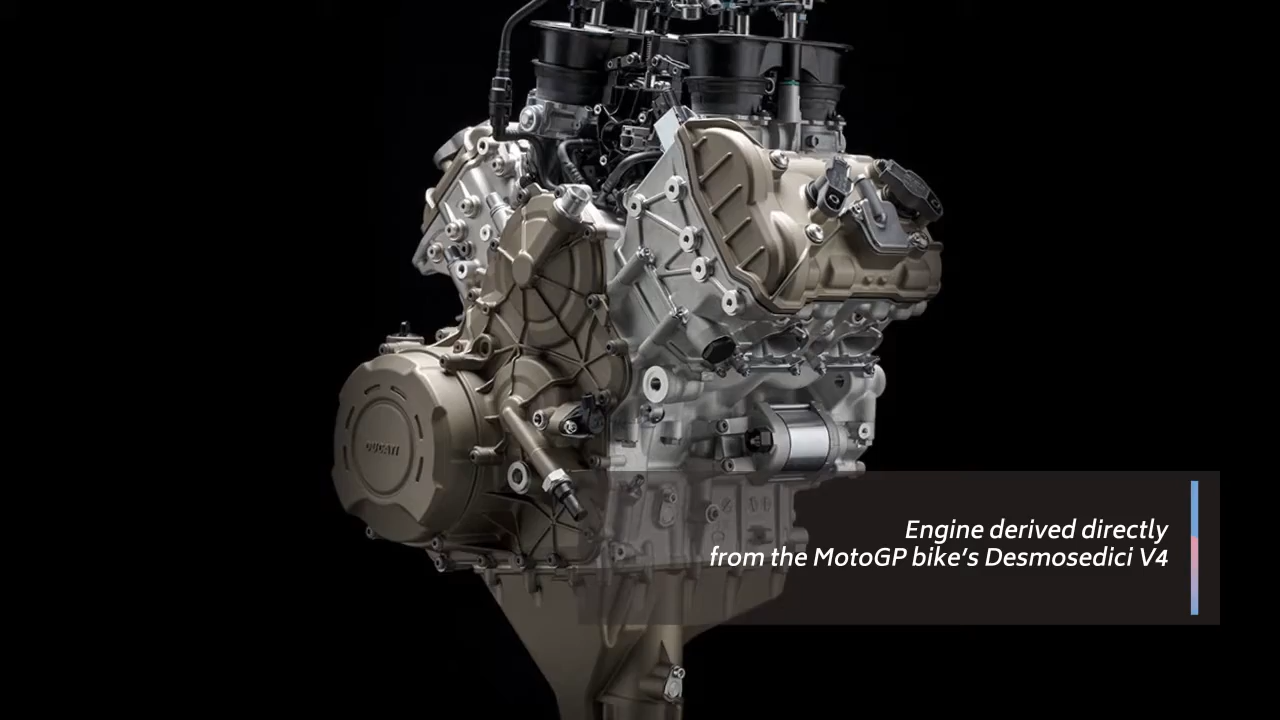 DUCATI
Engine derived directly
from the MotoGP bike’s Desmosedici V4